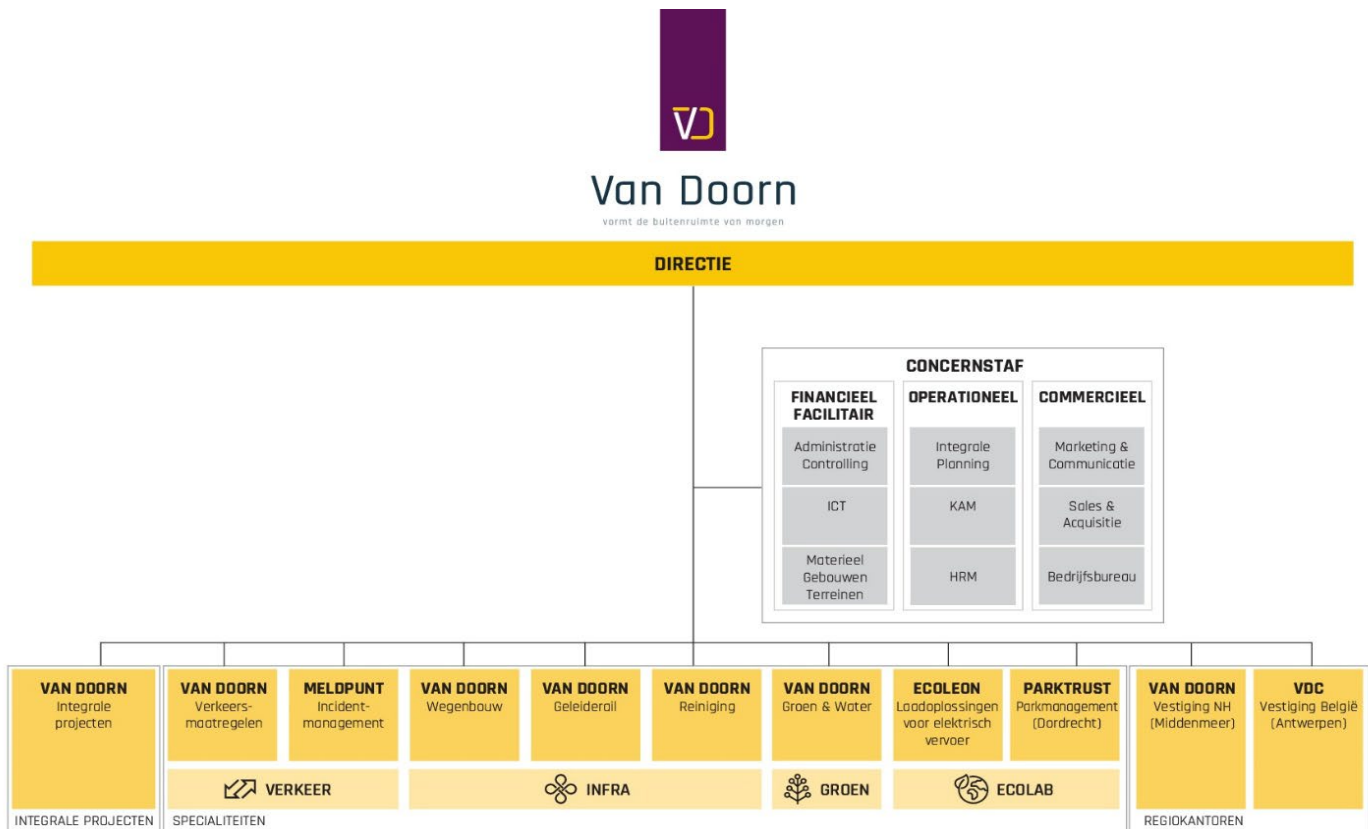 VD
Van Doorn
vormt de buitenruimte van morgen
DIRECTIE
CONCERNSTAF
FINANCIEEL
FACILITAIR
Administratie
Controlling
ICT
Materieel
Gebouwen
Terreinen
OPERATIONEEL
Integrale
Planning
KAM
HRM
COMMERCIEEL
Marketing &
Communicatie
Sales &
Acquisitie
Bedrijfsbureau
VAN DOORN
Integrale
projecten
INTEGRALE PROJECTEN
VAN DOORN
Verkeers-
maatregelen
MELDPUNT
Incident-
management
VERKEER
VAN DOORN
Wegenbouw
VAN DOORN
Geleiderail
VAN DOORN
Reiniging
INFRA
VAN DOORN
Groen & Water
GROEN
ECOLEON
Laadoplossingen
voor elektrisch
vervoer
PARKTRUST
Parkmanagement
(Dordrecht)
ECOLAB
SPECIALITEITEN
VAN DOORN
Vestiging NH
(Middenmeer)
VDC
Vestiging België
(Antwerpen)
REGIOKANTOREN